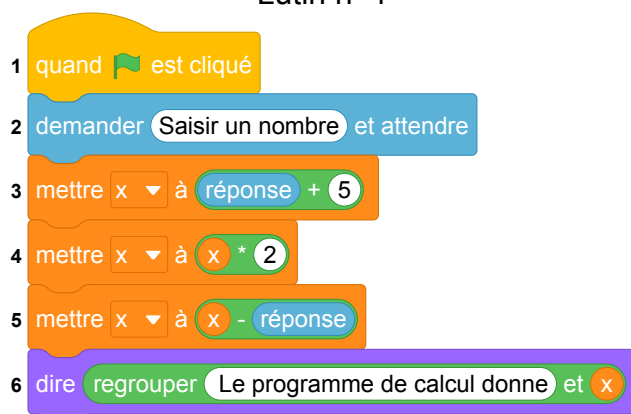 1 quand est cliqué
2 demander Saisir un nombre et attendre
3 mettre x à réponse + 5
4 mettre x à x * 2
5 mettre x à x - réponse
6 dire regrouper Le programme de calcul donne et x